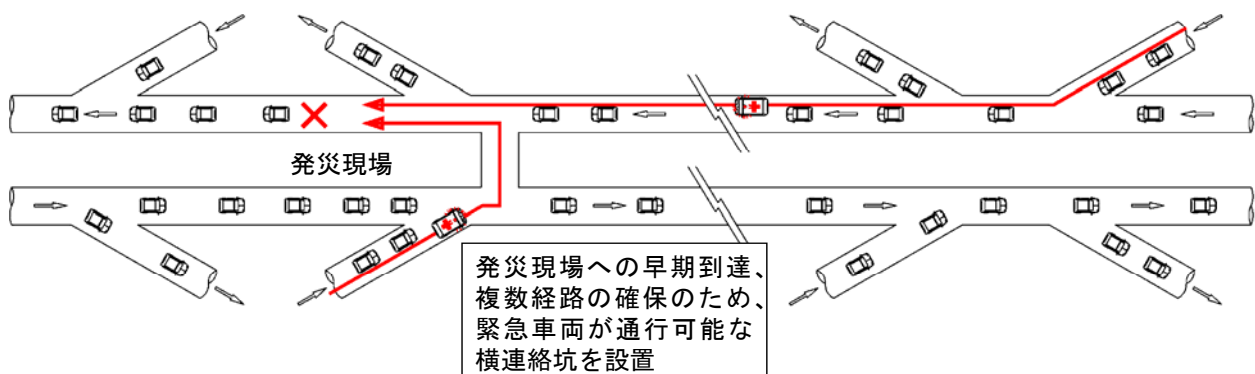 発災現場
発災現場への早期到達、
複数経路の確保のため、
緊急車両が通行可能な
横連絡坑を設置